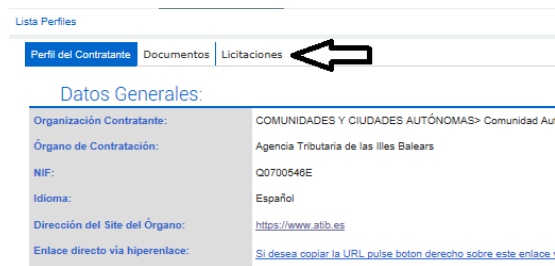 Lista Perfiles
Perfil del Contratante Documentos Licitaciones
Datos Generales:
Organización Contratante: COMUNIDADES Y CIUDADES AUTÓNOMAS> Comunidad Au
Órgano de Contratación: Agencia Tributaria de las Illes Balears
NIF: Q0700546E
Idioma: Español
Dirección del Site del Órgano: https://www.atib.es
Enlace directo vía hiperenlace: Si desea copiar la URL pulse boton derecho sobre este enlace